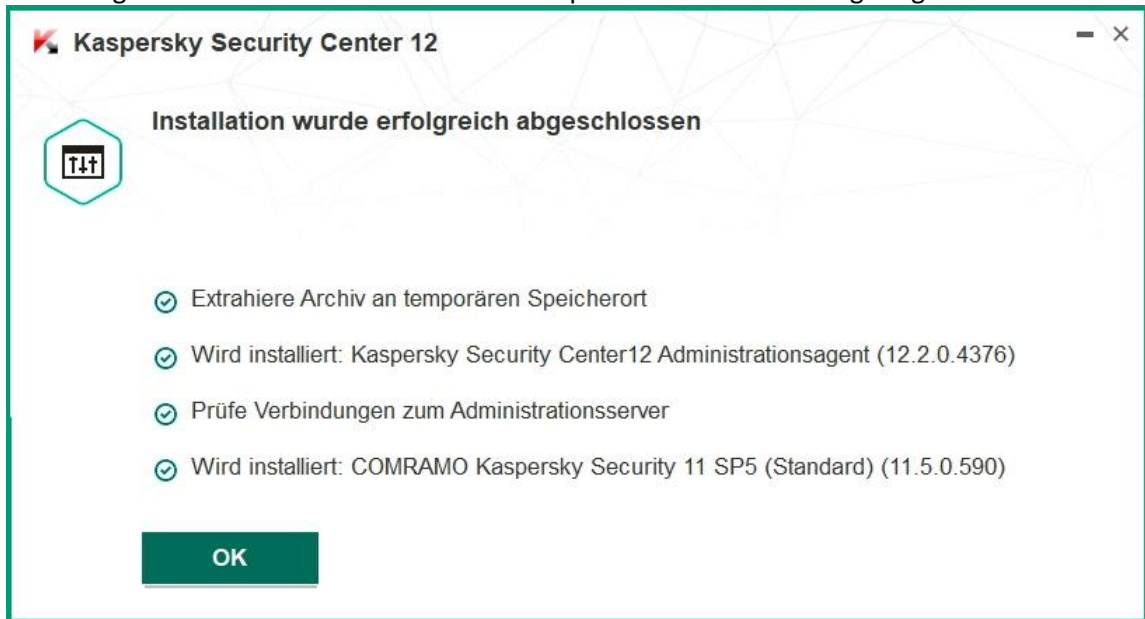 Kaspersky Security Center 12
Installation wurde erfolgreich abgeschlossen
Extrahiere Archiv an temporären Speicherort
Wird installiert: Kaspersky Security Center12 Administrationsagent (12.2.0.4376)
Prüfe Verbindungen zum Administrationsserver
Wird installiert: COMRAMO Kaspersky Security 11 SP5 (Standard) (11.5.0.590)
OK